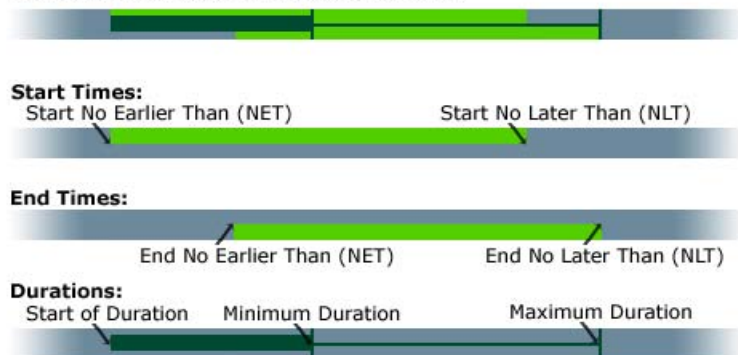 Start Times:
Start No Earlier Than (NET) Start No Later Than (NLT)
End Times:
End No Earlier Than (NET) End No Later Than (NLT)
Durations:
Start of Duration Minimum Duration Maximum Duration